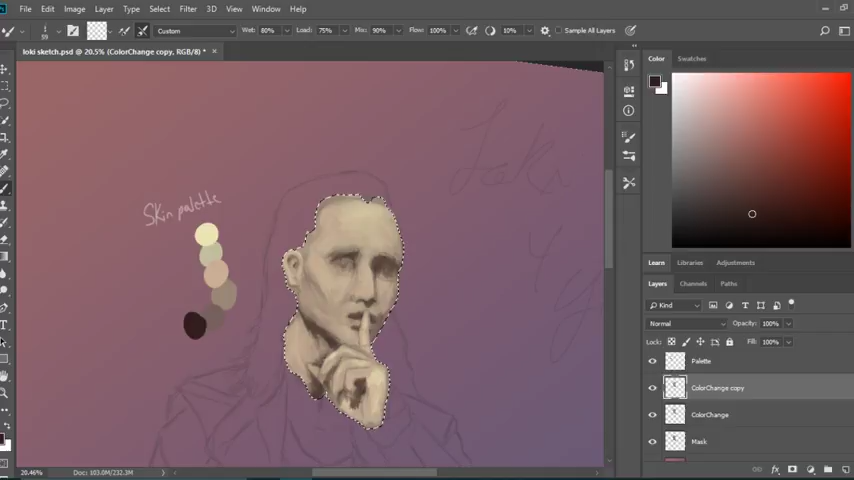 File Edit Image Layer Type Select Filter 3D View Window Help
Custom Web: 80% Load: 75% Mix: 90% Flow: 100% 10% Sample All Layers
59
loki sketch.psd @ 20.5% (ColorChange copy, RGB/8) * ×
Color Swatches
Loki
Skin palette
Learn Libraries Adjustments
Layers Channels Paths
Kind
Normal Opacity: 100%
Lock: Fill: 100%
Palette
ColorChange copy
ColorChange
Mask
20.46% Doc: 103.0M/232.3M